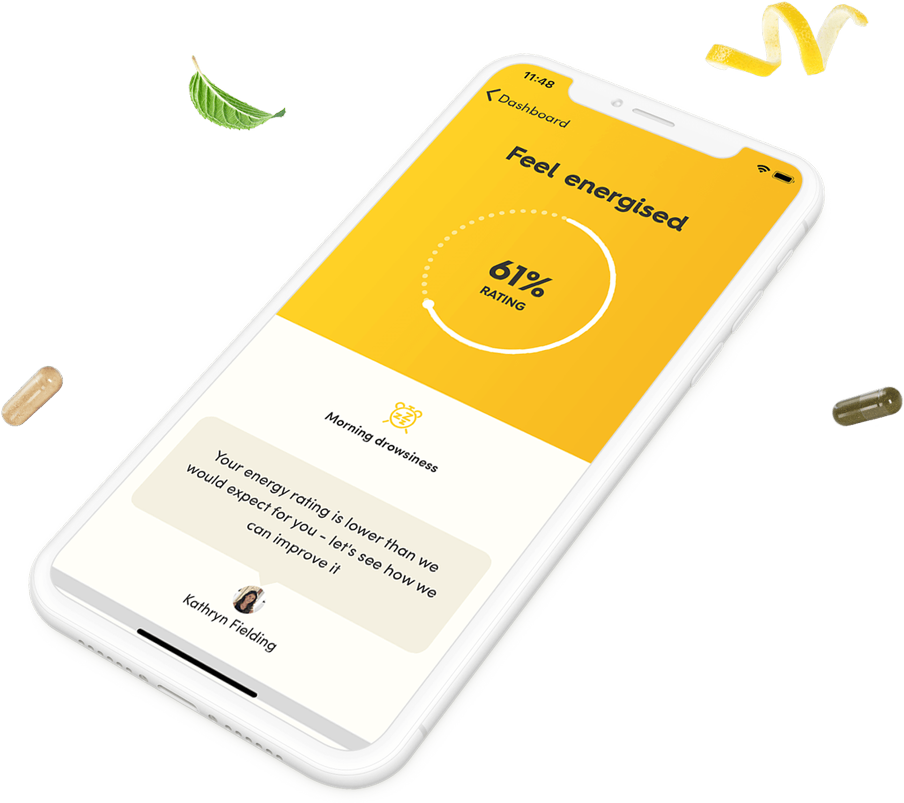 11:48
Dashboard
Feel energised
61%
RATING
Morning drowsiness
Your energy rating is lower than we
would expect for you - let's see how we
can improve it
Kathryn Fielding